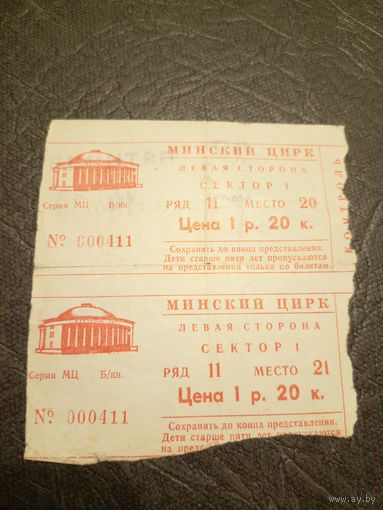 МИНСКИЙ ЦИРК
ЛЕВАЯ СТОРОНА
СЕКТОР 1
РЯД 11 МЕСТО 20
Цена 1 р. 20 к.
Серия МЦ Б/кн.
№ 000411
Сохранять до конца представления.
Дети старше пяти лет пропускаются
на представления только по билетам.
КОНТРОЛЬ
МИНСКИЙ ЦИРК
ЛЕВАЯ СТОРОНА
СЕКТОР 1
РЯД 11 МЕСТО 21
Цена 1 р. 20 к.
Серия МЦ Б/кн.
№ 000411
Сохранять до конца представления.
Дети старше пяти лет пропускаются
на
www.ay.by